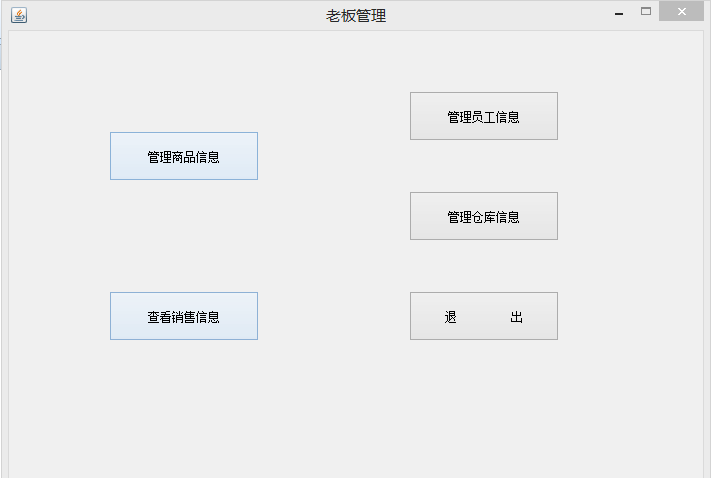 老板管理
管理员工信息
管理商品信息
管理仓库信息
查看销售信息
退 出